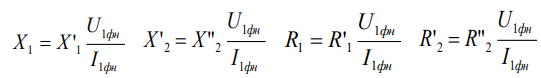 X₁ = X'₁ U₁фн / I₁фн   X'₂ = X''₂ U₁фн / I₁фн   R₁ = R'₁ U₁фн / I₁фн   R'₂ = R''₂ U₁фн / I₁фн